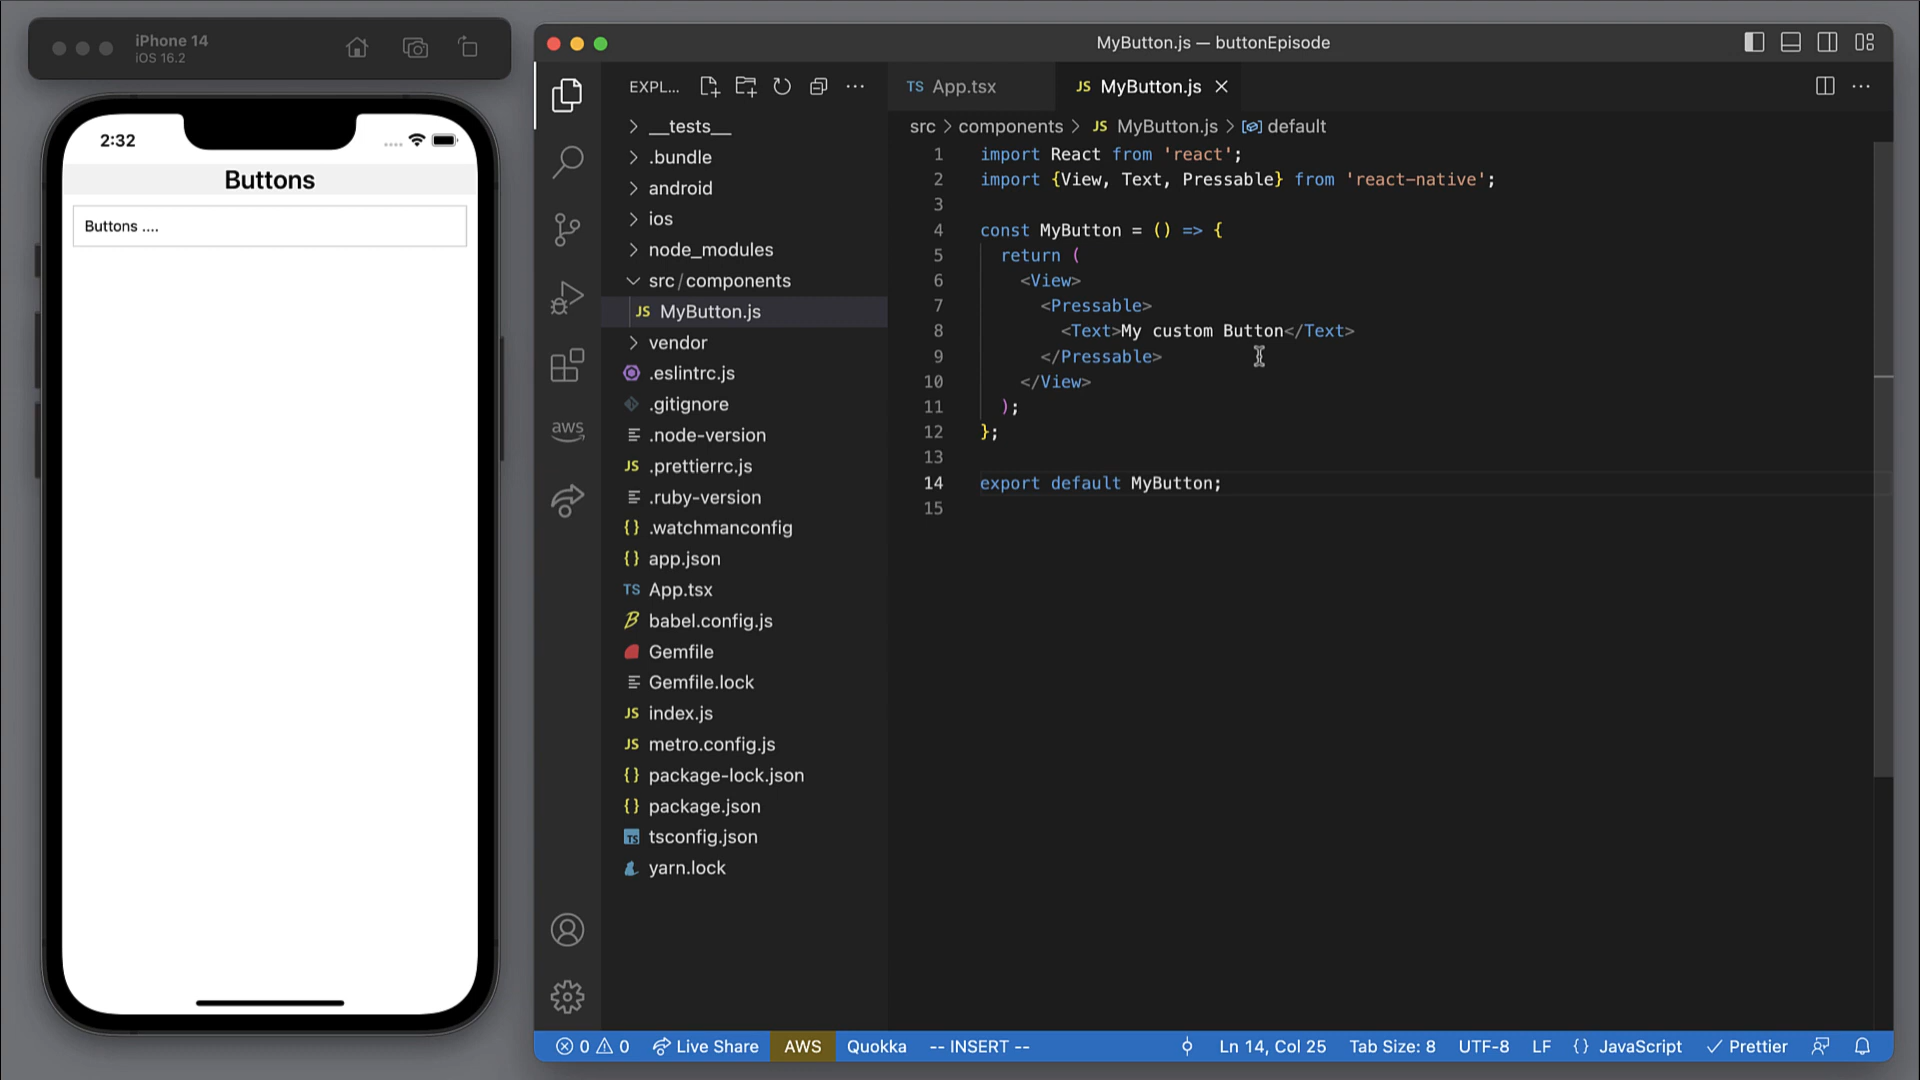 iPhone 14
iOS 16.2
2:32
Buttons
Buttons ....
MyButton.js — buttonEpisode
EXPL...
TS App.tsx
JS MyButton.js
src > components > JS MyButton.js > default
> __tests__
> .bundle
> android
> ios
> node_modules
src / components
JS MyButton.js
> vendor
.eslintrc.js
.gitignore
.node-version
JS .prettierrc.js
.ruby-version
{} .watchmanconfig
{} app.json
TS App.tsx
babel.config.js
Gemfile
Gemfile.lock
JS index.js
JS metro.config.js
{} package-lock.json
{} package.json
TS tsconfig.json
yarn.lock
aws
1 import React from 'react';
2 import {View, Text, Pressable} from 'react-native';
3
4 const MyButton = () => {
5 return (
6 <View>
7 <Pressable>
8 <Text>My custom Button</Text>
9 </Pressable>
10 </View>
11 );
12 };
13
14 export default MyButton;
15
0 0 Live Share AWS Quokka -- INSERT -- Ln 14, Col 25 Tab Size: 8 UTF-8 LF {} JavaScript ✓ Prettier